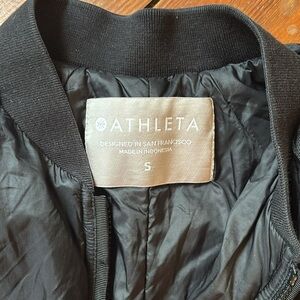 ATHLETA
DESIGNED IN SAN FRANCISCO
MADE IN INDONESIA
S